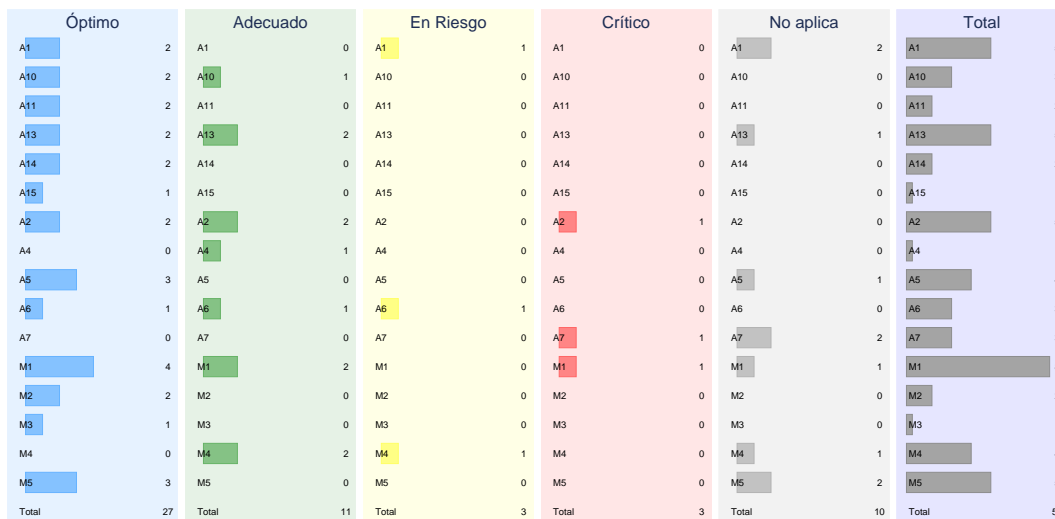 Óptimo Adecuado En Riesgo Crítico No aplica Total
A1 2 A1 0 A1 1 A1 0 A1 2 A1
A10 2 A10 1 A10 0 A10 0 A10 0 A10
A11 2 A11 0 A11 0 A11 0 A11 0 A11
A13 2 A13 2 A13 0 A13 0 A13 1 A13
A14 2 A14 0 A14 0 A14 0 A14 0 A14
A15 1 A15 0 A15 0 A15 0 A15 0 A15
A2 2 A2 2 A2 0 A2 1 A2 0 A2
A4 0 A4 1 A4 0 A4 0 A4 0 A4
A5 3 A5 0 A5 0 A5 0 A5 1 A5
A6 1 A6 1 A6 1 A6 0 A6 0 A6
A7 0 A7 0 A7 0 A7 1 A7 2 A7
M1 4 M1 2 M1 0 M1 1 M1 1 M1
M2 2 M2 0 M2 0 M2 0 M2 0 M2
M3 1 M3 0 M3 0 M3 0 M3 0 M3
M4 0 M4 2 M4 1 M4 0 M4 1 M4
M5 3 M5 0 M5 0 M5 0 M5 2 M5
Total 27 Total 11 Total 3 Total 3 Total 10 Total